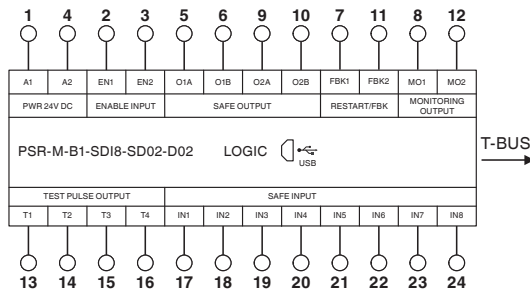 1 4 2 3 5 6 9 10 7 11 8 12
A1 A2 EN1 EN2 O1A O1B O2A O2B FBK1 FBK2 MO1 MO2
PWR 24V DC ENABLE INPUT SAFE OUTPUT RESTART/FBK MONITORING
OUTPUT
T-BUS
PSR-M-B1-SDI8-SD02-D02 LOGIC
USB
TEST PULSE OUTPUT SAFE INPUT
T1 T2 T3 T4 IN1 IN2 IN3 IN4 IN5 IN6 IN7 IN8
13 14 15 16 17 18 19 20 21 22 23 24